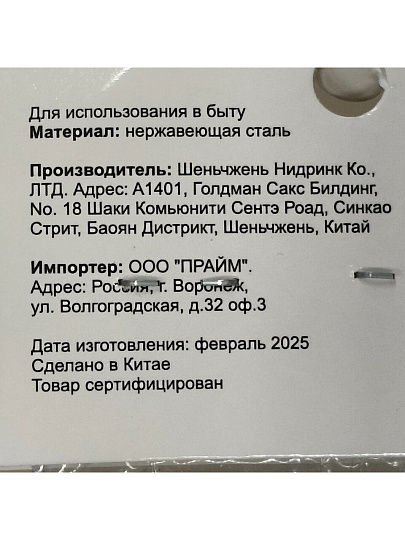 Для использования в быту
Материал: нержавеющая сталь
Производитель: Шеньчжень Нидринк Ко.,
ЛТД. Адрес: А1401, Голдман Сакс Билдинг,
No. 18 Шаки Комьюнити Сентэ Роад, Синкао
Стрит, Баоян Дистрикт, Шеньчжень, Китай
Импортер: ООО "ПРАЙМ".
Адрес: Россия, г. Воронеж,
ул. Волгоградская, д.32 оф.3
Дата изготовления: февраль 2025
Сделано в Китае
Товар сертифицирован